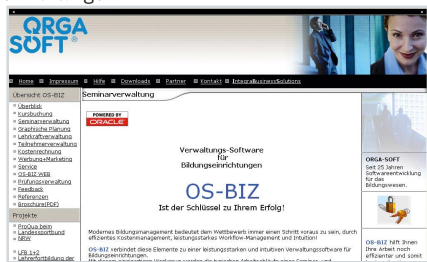 ORGA
SOFT®
Home Impressum Hilfe Downloads Partner Kontakt IntegraBusinessSolutions
Übersicht OS-BIZ
Überblick
Kursbuchung
Seminarverwaltung
Graphische Planung
Lehrkraftverwaltung
Teilnehmerverwaltung
Kostenrechnung
Werbung+Marketing
Service
OS-BIZ WEB
Prüfungsverwaltung
Feedback
Referenzen
Broschüre(PDF)
Projekte
ProQua beim
Landessportbund
NRW
LFB 1+2
Lehrerfortbildung der
Seminarverwaltung
POWERED BY
ORACLE
Verwaltungs-Software
für
Bildungseinrichtungen
OS-BIZ
Ist der Schlüssel zu Ihrem Erfolg!
Modernes Bildungsmanagement bedeutet dem Wettbewerb immer einen Schritt voraus zu sein, durch
effizientes Kostenmanagement, leistungsstarkes Workflow-Management und Intuition!
OS-BIZ verbindet diese Elemente zu einer leistungsstarken und intuitiven Verwaltungssoftware für
Bildungseinrichtungen.
ORGA-SOFT
Seit 25 Jahren
Softwareentwicklung
für das
Bildungswesen.
OS-BIZ hilft Ihnen
Ihre Arbeit noch
effizienter und somit